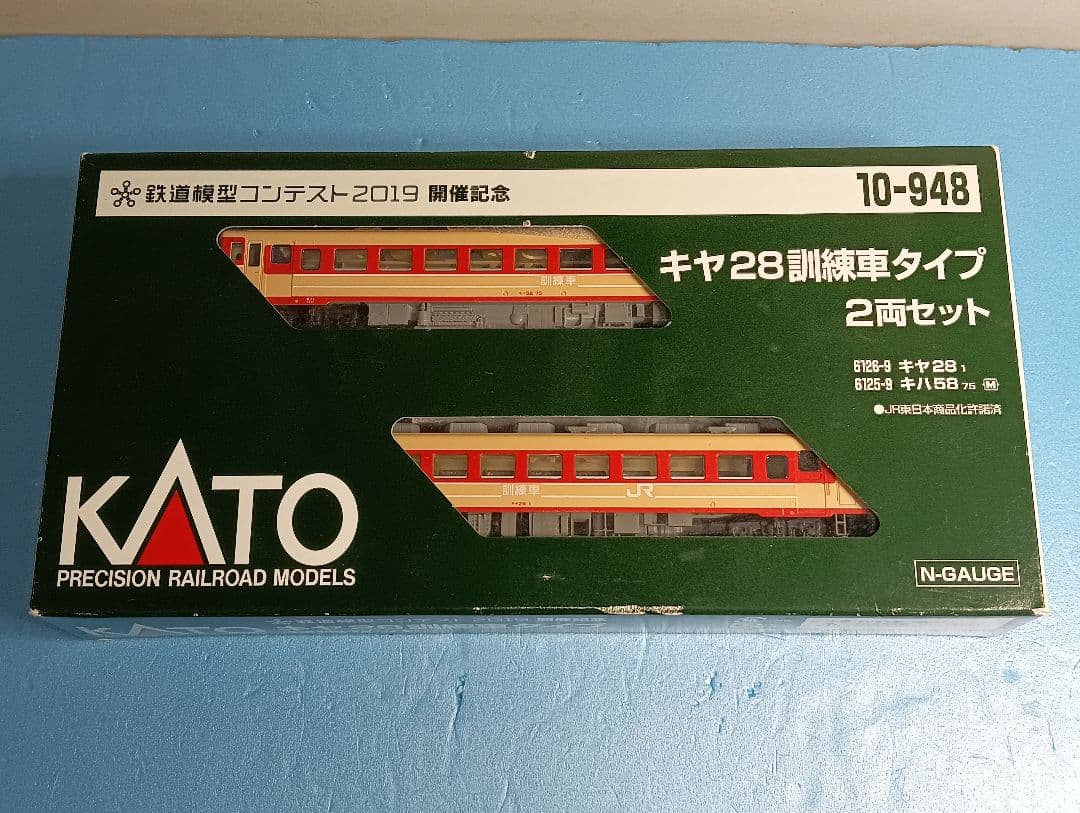 鉄道模型コンテスト2019 開催記念
10-948
キヤ28訓練車タイプ
2両セット
6126-9 キヤ28 1
6125-9 キハ58 75 M
●JR東日本商品化許諾済
訓練車
訓練車
JR
KATO
PRECISION RAILROAD MODELS
N-GAUGE